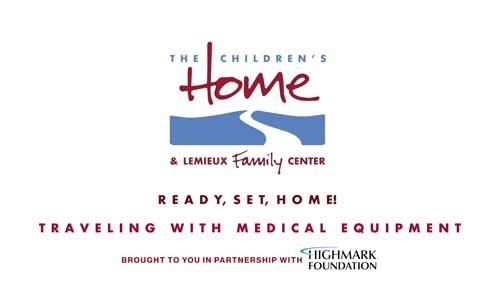 THE CHILDREN'S
Home
& LEMIEUX Family CENTER
READY, SET, HOME!
TRAVELING WITH MEDICAL EQUIPMENT
BROUGHT TO YOU IN PARTNERSHIP WITH HIGHMARK
FOUNDATION